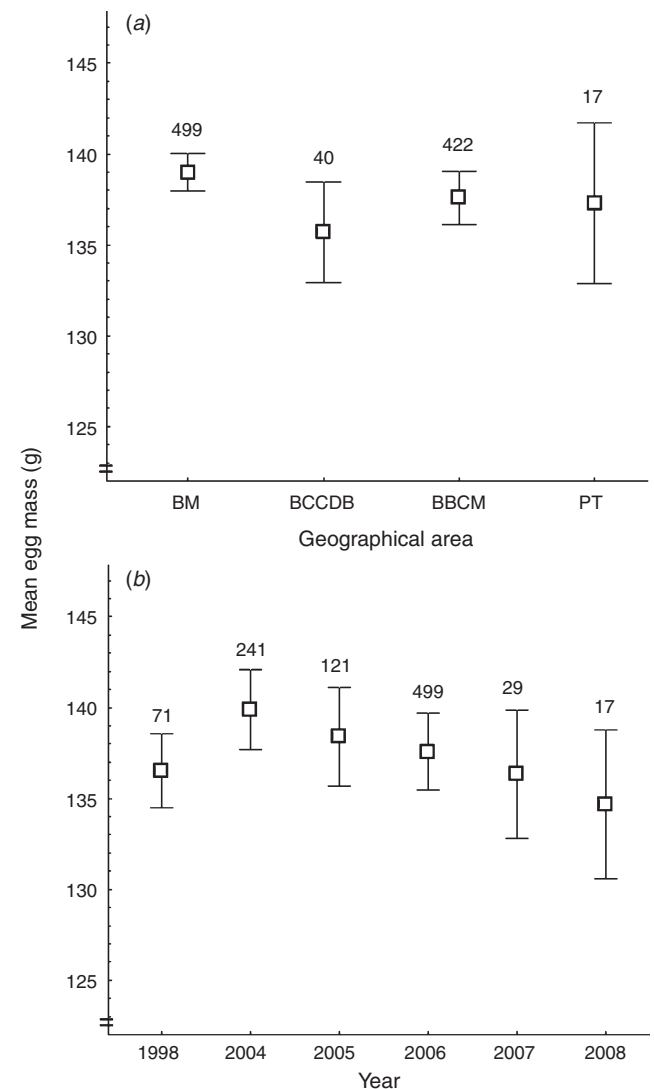 (a)
145
140
135
130
125
499
40
422
17
BM BCCDB BBCM PT
Geographical area
Mean egg mass (g)
(b)
145
140
135
130
125
71
241
121
499
29
17
1998 2004 2005 2006 2007 2008
Year